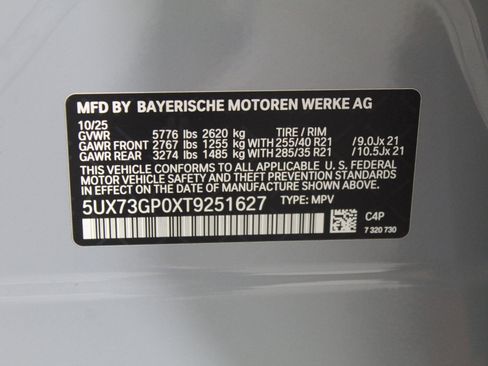 MFD BY BAYERISCHE MOTOREN WERKE AG
10/25
GVWR 5776 lbs 2620 kg TIRE / RIM
GAWR FRONT 2767 lbs 1255 kg WITH 255/40 R21 /9.0Jx 21
GAWR REAR 3274 lbs 1485 kg WITH 285/35 R21 /10.5Jx 21
THIS VEHICLE CONFORMS TO ALL APPLICABLE U. S. FEDERAL
MOTOR VEHICLE SAFETY STANDARDS IN EFFECT
ON THE DATE OF MANUFACTURE SHOWN ABOVE.
5UX73GP0XT9251627 TYPE: MPV
C4P
7 320 730